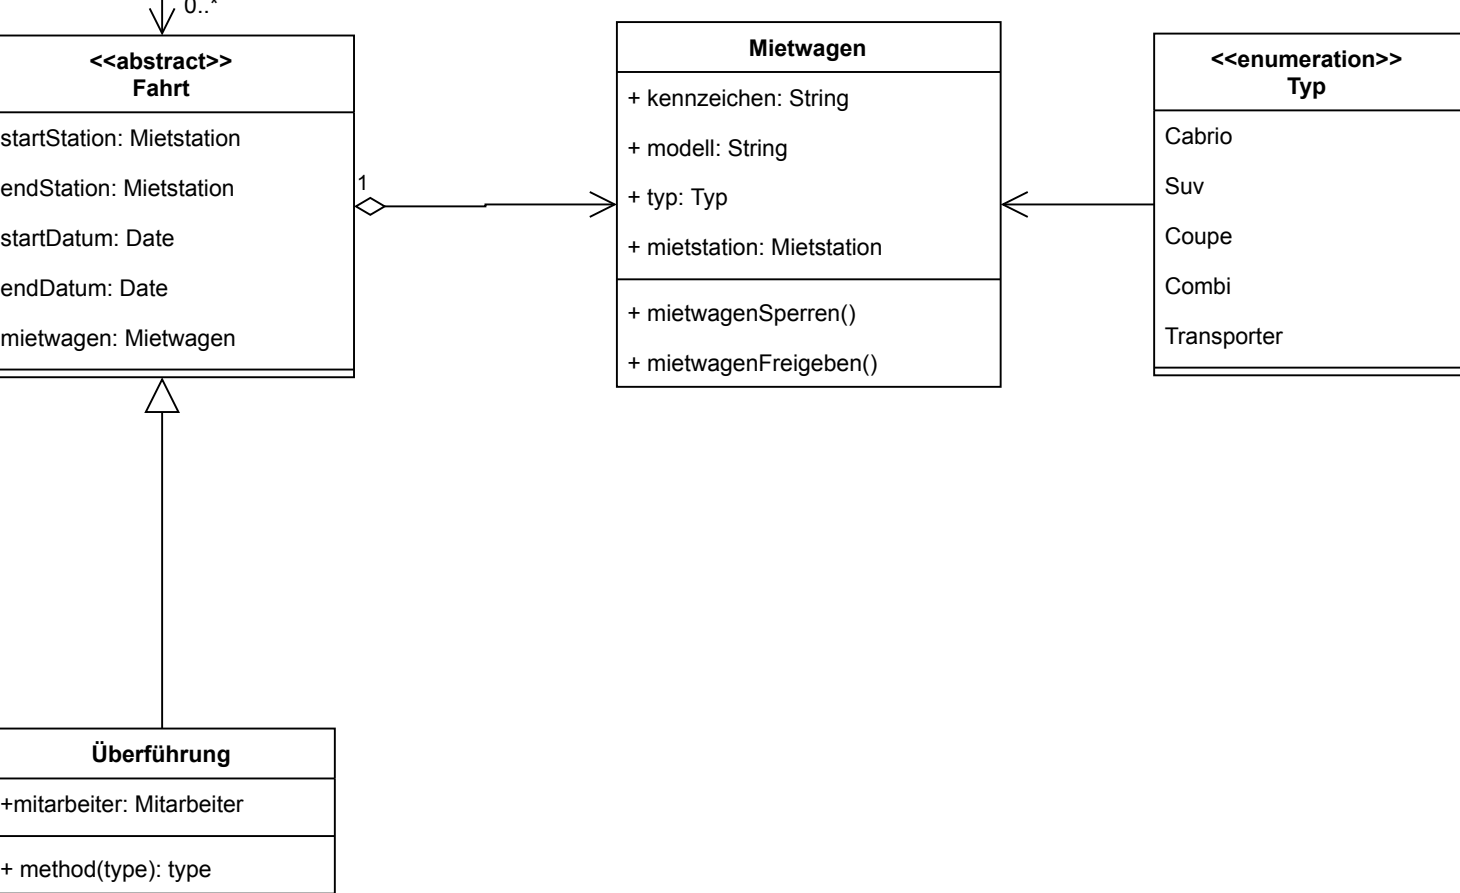 0..*
<<abstract>>
Fahrt
startStation: Mietstation
endStation: Mietstation
startDatum: Date
endDatum: Date
mietwagen: Mietwagen
1
Mietwagen
+ kennzeichen: String
+ modell: String
+ typ: Typ
+ mietstation: Mietstation
+ mietwagenSperren()
+ mietwagenFreigeben()
<<enumeration>>
Typ
Cabrio
Suv
Coupe
Combi
Transporter
Überführung
+mitarbeiter: Mitarbeiter
+ method(type): type